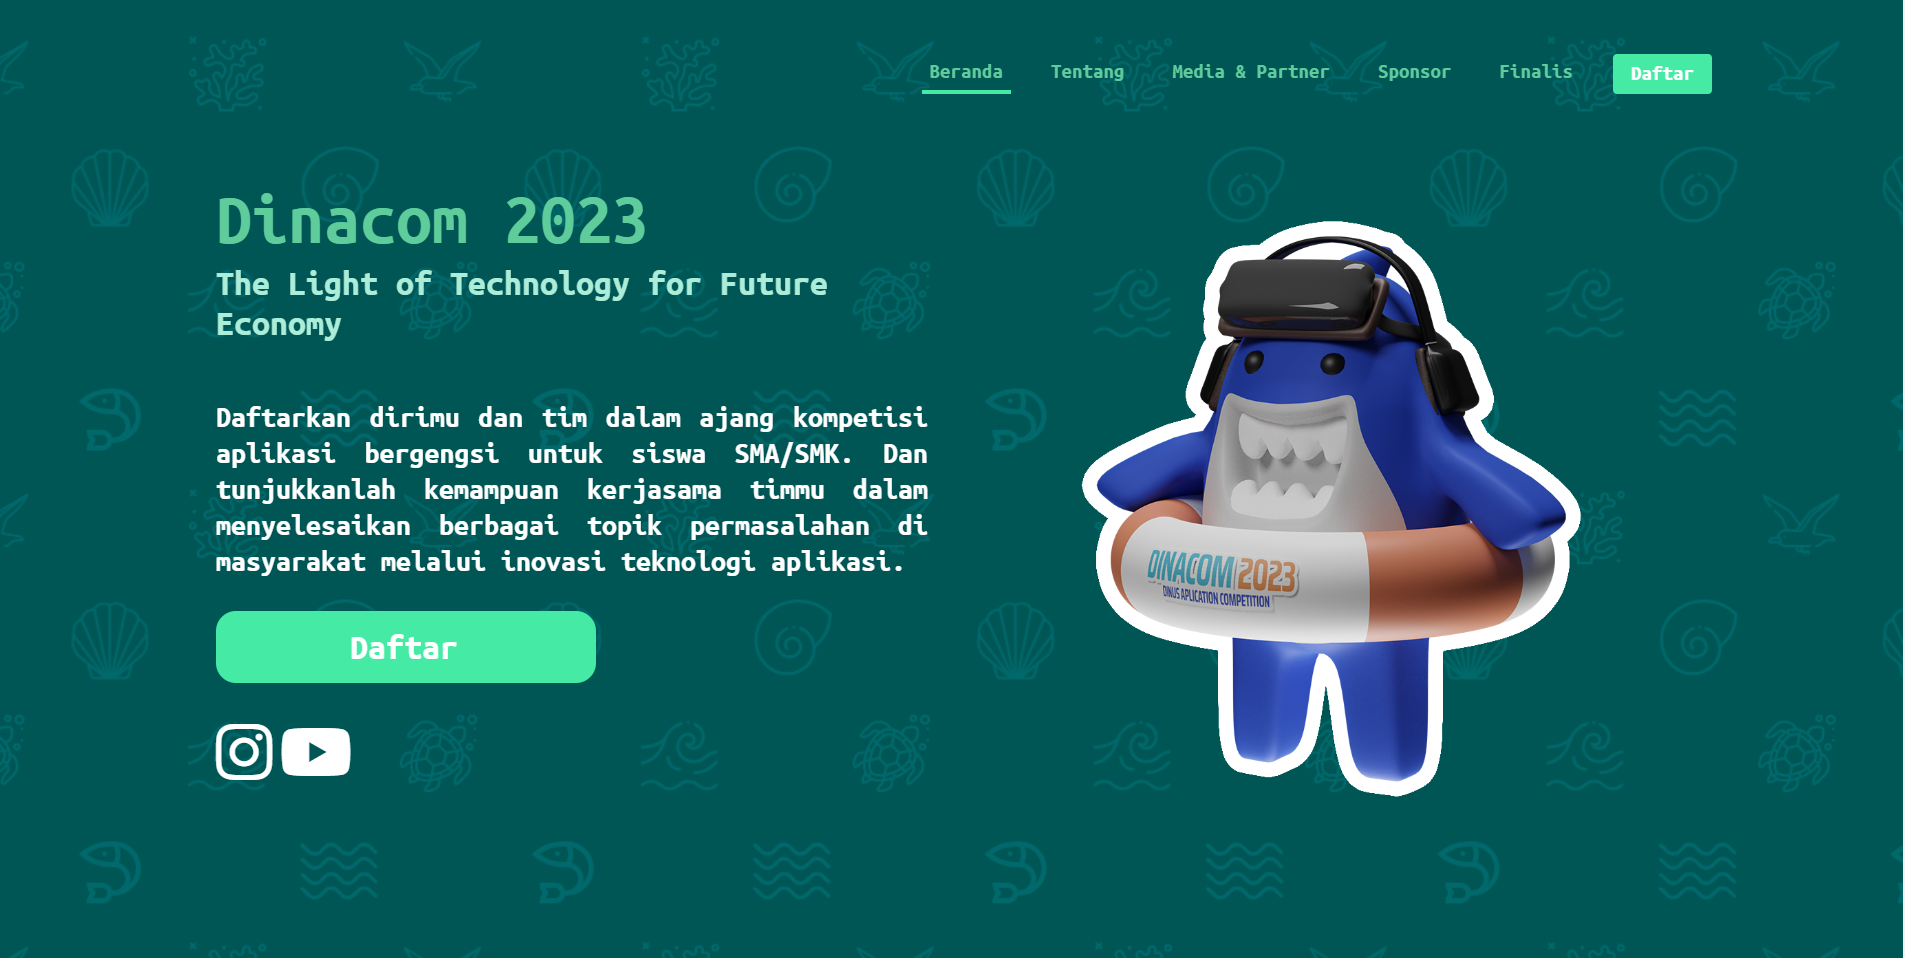 Beranda Tentang Media & Partner Sponsor Finalis Daftar
Dinacom 2023
The Light of Technology for Future
Economy
Daftarkan dirimu dan tim dalam ajang kompetisi
aplikasi bergengsi untuk siswa SMA/SMK. Dan
tunjukkanlah kemampuan kerjasama timmu dalam
menyelesaikan berbagai topik permasalahan di
masyarakat melalui inovasi teknologi aplikasi.
Daftar
DINACOM 2023
DINUS APLICATION COMPETITION